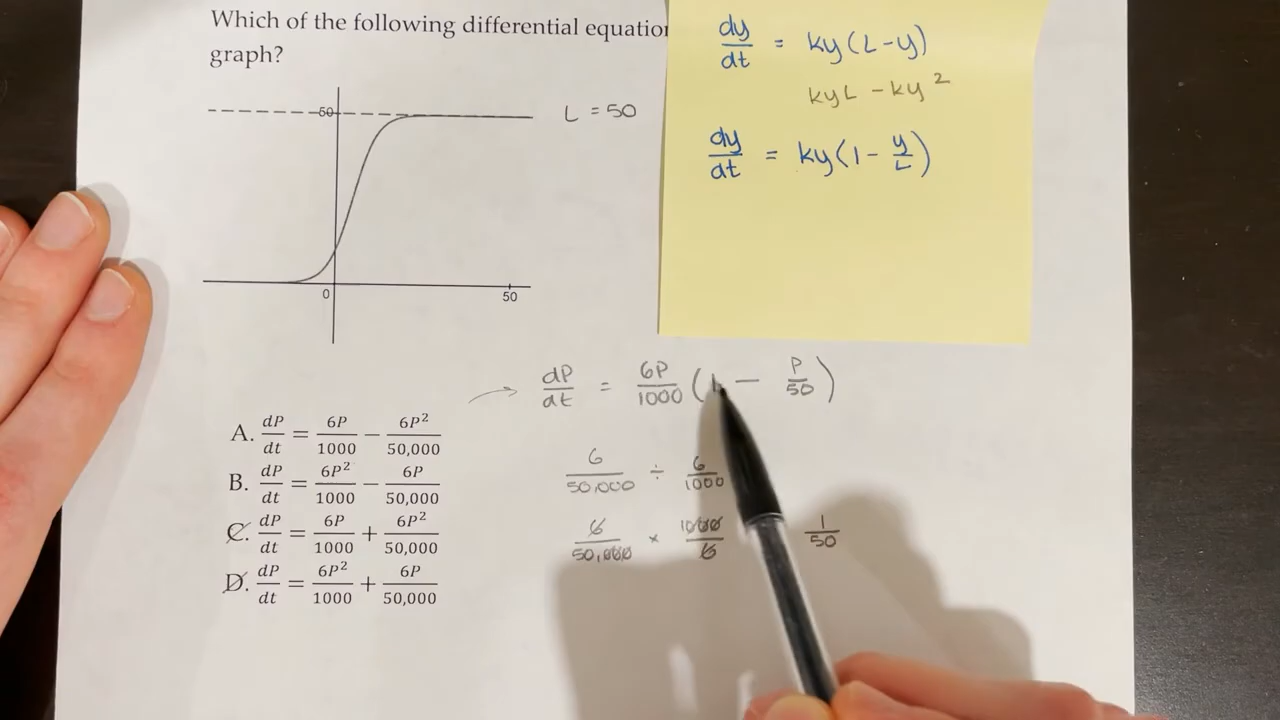 Which of the following differential equation
graph?
50
L = 50
0
50
dy/dt = ky(L-y)
kyL - ky²
dy/dt = ky(1 - y/L)
dP/dt = 6P/1000 (1 - P/50)
A. dP/dt = 6P/1000 - 6P²/50,000
B. dP/dt = 6P²/1000 - 6P/50,000
C. dP/dt = 6P/1000 + 6P²/50,000
D. dP/dt = 6P²/1000 + 6P/50,000
6/50,000 ÷ 6/1000
6/50,000 × 1000/6
1/50